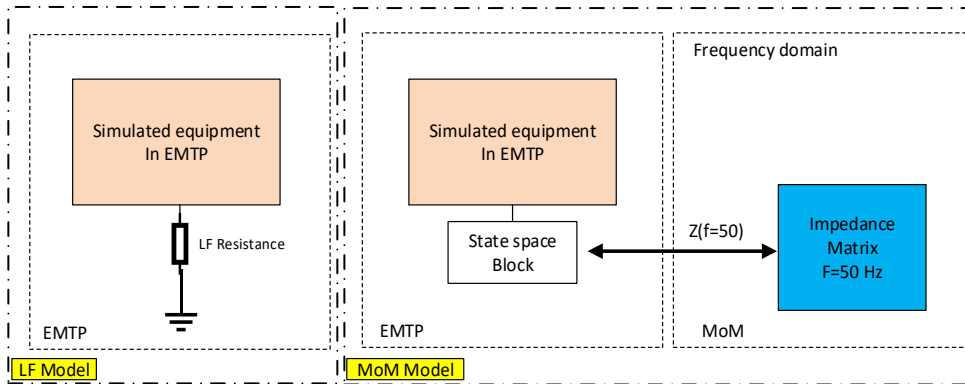 Simulated equipment
In EMTP
LF Resistance
EMTP
LF Model
Frequency domain
Simulated equipment
In EMTP
State space
Block
Z(f=50)
Impedance
Matrix
F=50 Hz
EMTP
MoM
MoM Model